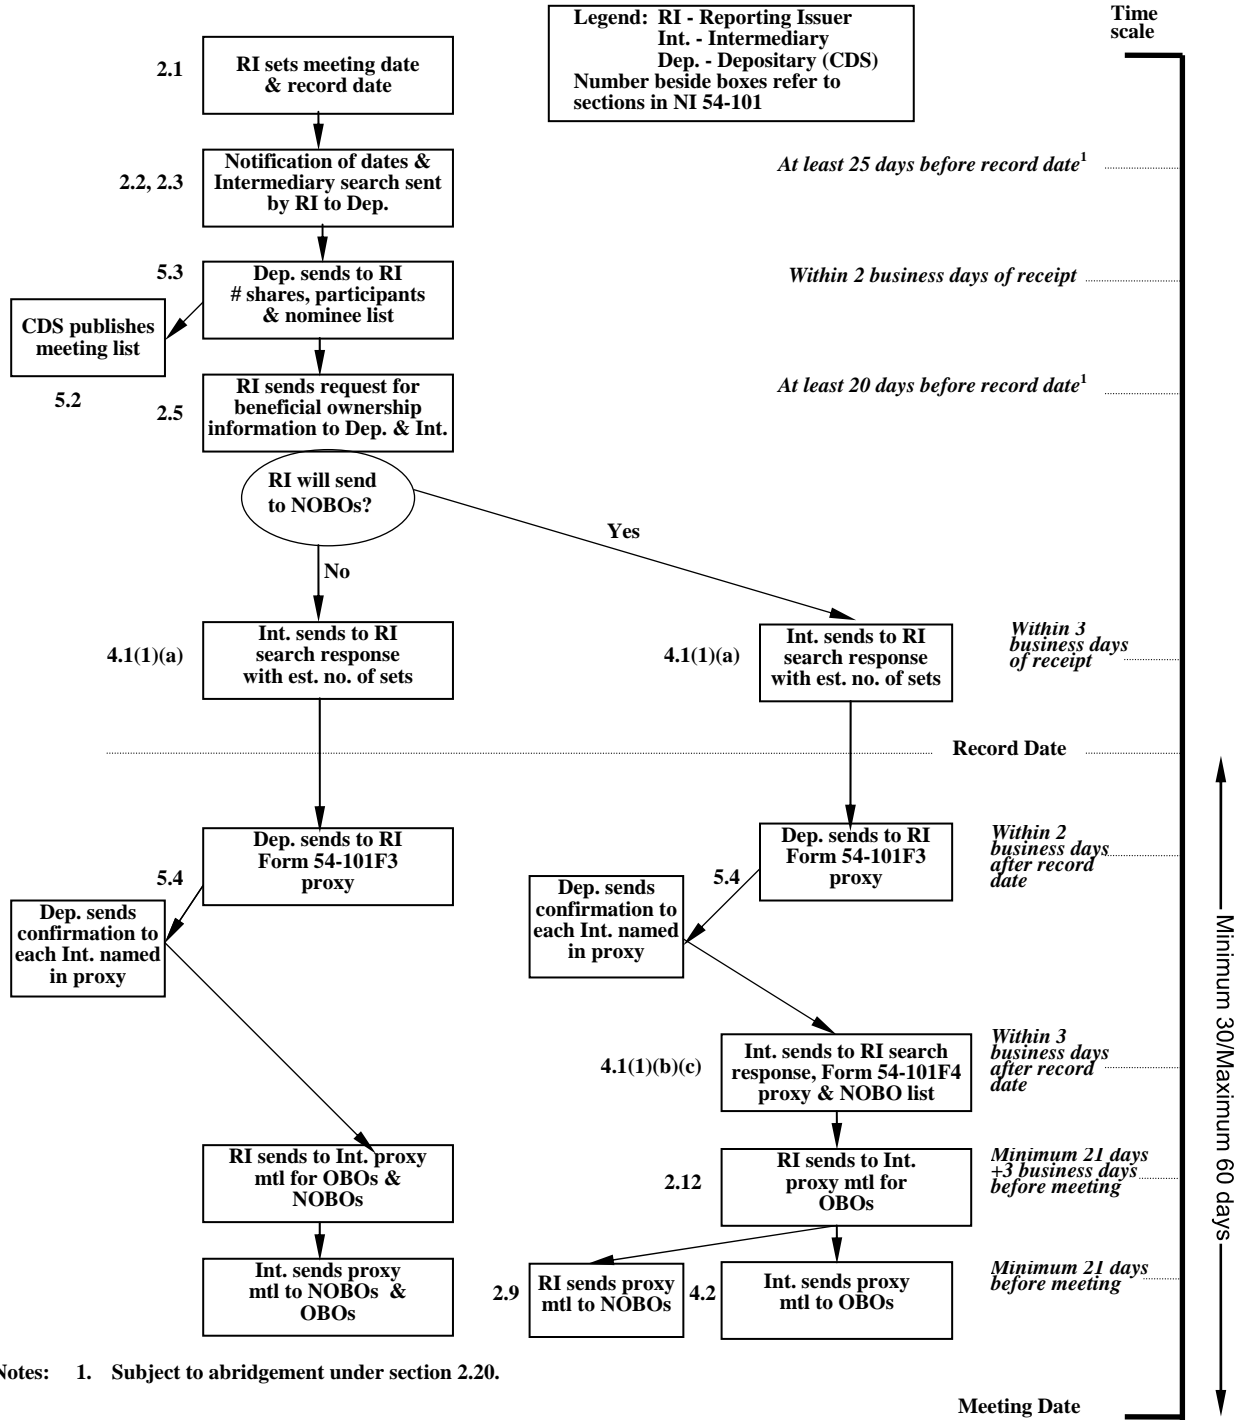 Legend: RI - Reporting Issuer
Int. - Intermediary
Dep. - Depositary (CDS)
Number beside boxes refer to
sections in NI 54-101
Time
scale
2.1
RI sets meeting date
& record date
2.2, 2.3
Notification of dates &
Intermediary search sent
by RI to Dep.
At least 25 days before record date1
5.3
Dep. sends to RI
# shares, participants
& nominee list
Within 2 business days of receipt
CDS publishes
meeting list
5.2
2.5
RI sends request for
beneficial ownership
information to Dep. & Int.
At least 20 days before record date1
RI will send
to NOBOs?
Yes
No
4.1(1)(a)
Int. sends to RI
search response
with est. no. of sets
4.1(1)(a)
Int. sends to RI
search response
with est. no. of sets
Within 3
business days
of receipt
Record Date
Dep. sends to RI
Form 54-101F3
proxy
5.4
Dep. sends
confirmation to
each Int. named
in proxy
Dep. sends to RI
Form 54-101F3
proxy
5.4
Dep. sends
confirmation to
each Int. named
in proxy
Within 2
business days
after record
date
4.1(1)(b)(c)
Int. sends to RI search
response, Form 54-101F4
proxy & NOBO list
Within 3
business days
after record
date
Minimum 30/Maximum 60 days
RI sends to Int. proxy
mtl for OBOs &
NOBOs
2.12
RI sends to Int.
proxy mtl for
OBOs
Minimum 21 days
+3 business days
before meeting
Int. sends proxy
mtl to NOBOs &
OBOs
2.9
RI sends proxy
mtl to NOBOs
4.2
Int. sends proxy
mtl to OBOs
Minimum 21 days
before meeting
Notes: 1. Subject to abridgement under section 2.20.
Meeting Date